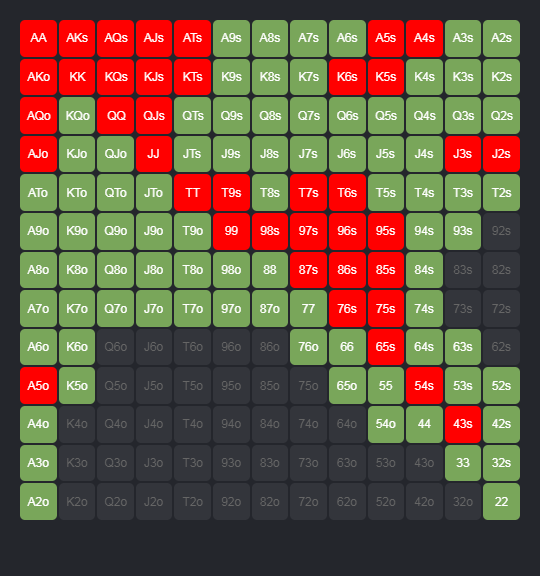 AA AKs AQs AJs ATs A9s A8s A7s A6s A5s A4s A3s A2s
AKo KK KQs KJs KTs K9s K8s K7s K6s K5s K4s K3s K2s
AQo KQo QQ QJs QTs Q9s Q8s Q7s Q6s Q5s Q4s Q3s Q2s
AJo KJo QJo JJ JTs J9s J8s J7s J6s J5s J4s J3s J2s
ATo KTo QTo JTo TT T9s T8s T7s T6s T5s T4s T3s T2s
A9o K9o Q9o J9o T9o 99 98s 97s 96s 95s 94s 93s 92s
A8o K8o Q8o J8o T8o 98o 88 87s 86s 85s 84s 83s 82s
A7o K7o Q7o J7o T7o 97o 87o 77 76s 75s 74s 73s 72s
A6o K6o Q6o J6o T6o 96o 86o 76o 66 65s 64s 63s 62s
A5o K5o Q5o J5o T5o 95o 85o 75o 65o 55 54s 53s 52s
A4o K4o Q4o J4o T4o 94o 84o 74o 64o 54o 44 43s 42s
A3o K3o Q3o J3o T3o 93o 83o 73o 63o 53o 43o 33 32s
A2o K2o Q2o J2o T2o 92o 82o 72o 62o 52o 42o 32o 22